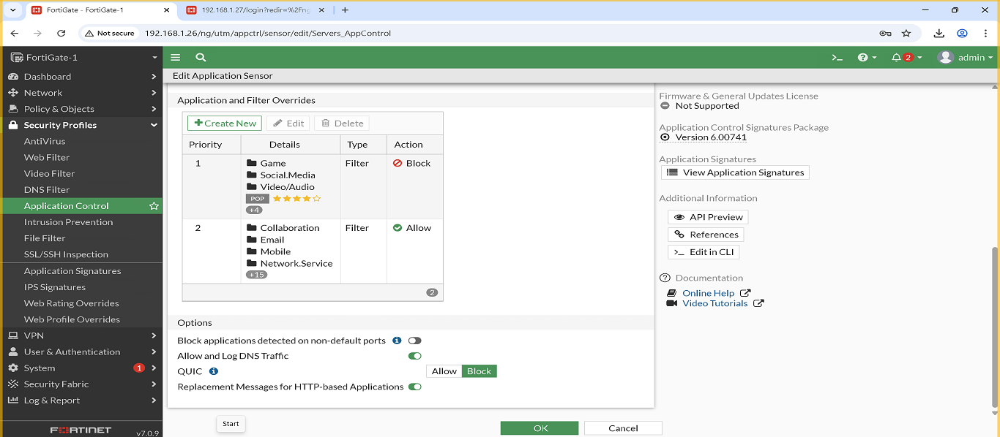 FortiGate - FortiGate-1
192.168.1.27/login?redir=%2Fng
Not secure
192.168.1.26/ng/utm/appctrl/sensor/edit/Servers_AppControl
FortiGate-1
2
admin
Dashboard
Network
Policy & Objects
Security Profiles
AntiVirus
Web Filter
Video Filter
DNS Filter
Application Control
Intrusion Prevention
File Filter
SSL/SSH Inspection
Application Signatures
IPS Signatures
Web Rating Overrides
Web Profile Overrides
VPN
User & Authentication
System 1
Security Fabric
Log & Report
FORTINET
v7.0.9
Edit Application Sensor
Application and Filter Overrides
Create New Edit Delete
Priority Details Type Action
1 Game Filter Block
Social.Media
Video/Audio
POP
+4
2 Collaboration Filter Allow
Email
Mobile
Network.Service
+15
2
Options
Block applications detected on non-default ports
Allow and Log DNS Traffic
QUIC Allow Block
Replacement Messages for HTTP-based Applications
Start
OK Cancel
Firmware & General Updates License
Not Supported
Application Control Signatures Package
Version 6.00741
Application Signatures
View Application Signatures
Additional Information
API Preview
References
>_ Edit in CLI
Documentation
Online Help
Video Tutorials